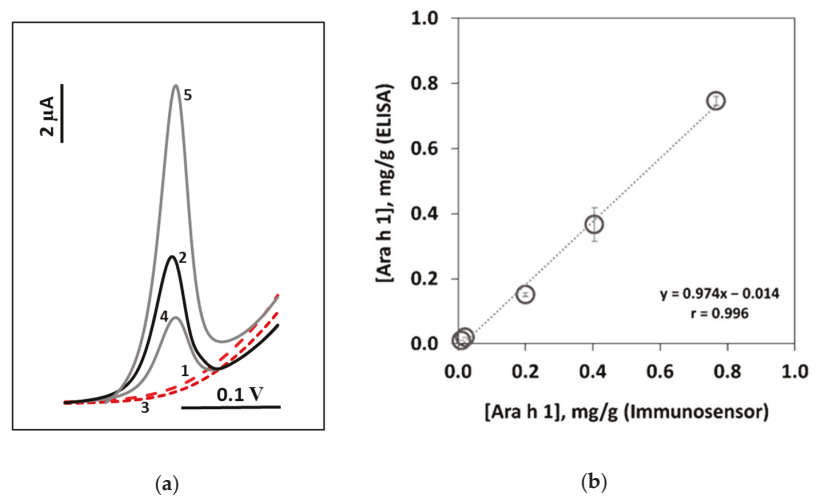 2 μA
5
2
4
1
3
0.1 V
(a)
[Ara h 1], mg/g (ELISA)
1.0
0.8
0.6
0.4
0.2
0.0
y = 0.974x – 0.014
r = 0.996
0.0 0.2 0.4 0.6 0.8 1.0
[Ara h 1], mg/g (Immunosensor)
(b)